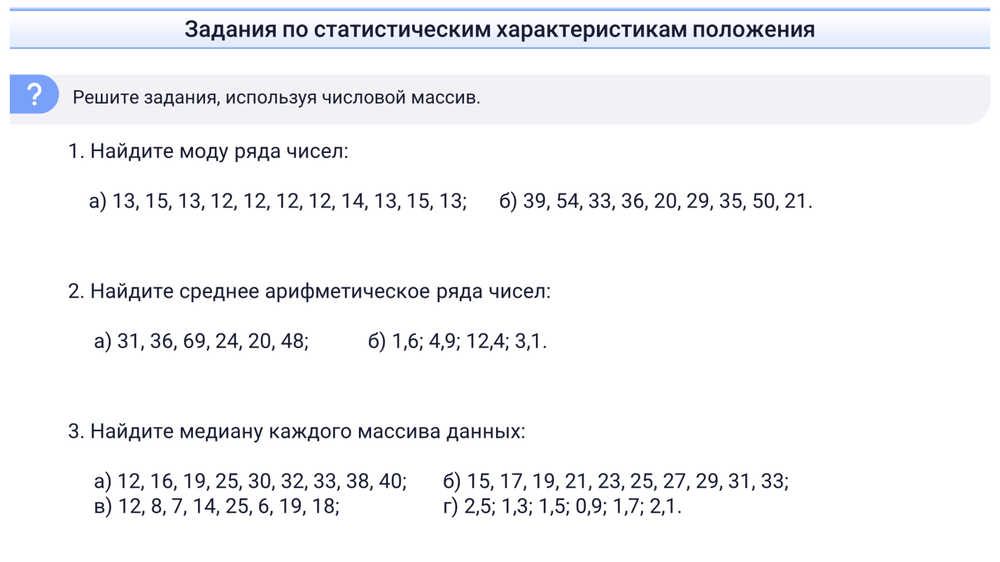 Задания по статистическим характеристикам положения
?
Решите задания, используя числовой массив.
1. Найдите моду ряда чисел:
а) 13, 15, 13, 12, 12, 12, 12, 14, 13, 15, 13; б) 39, 54, 33, 36, 20, 29, 35, 50, 21.
2. Найдите среднее арифметическое ряда чисел:
а) 31, 36, 69, 24, 20, 48; б) 1,6; 4,9; 12,4; 3,1.
3. Найдите медиану каждого массива данных:
а) 12, 16, 19, 25, 30, 32, 33, 38, 40; б) 15, 17, 19, 21, 23, 25, 27, 29, 31, 33;
в) 12, 8, 7, 14, 25, 6, 19, 18; г) 2,5; 1,3; 1,5; 0,9; 1,7; 2,1.